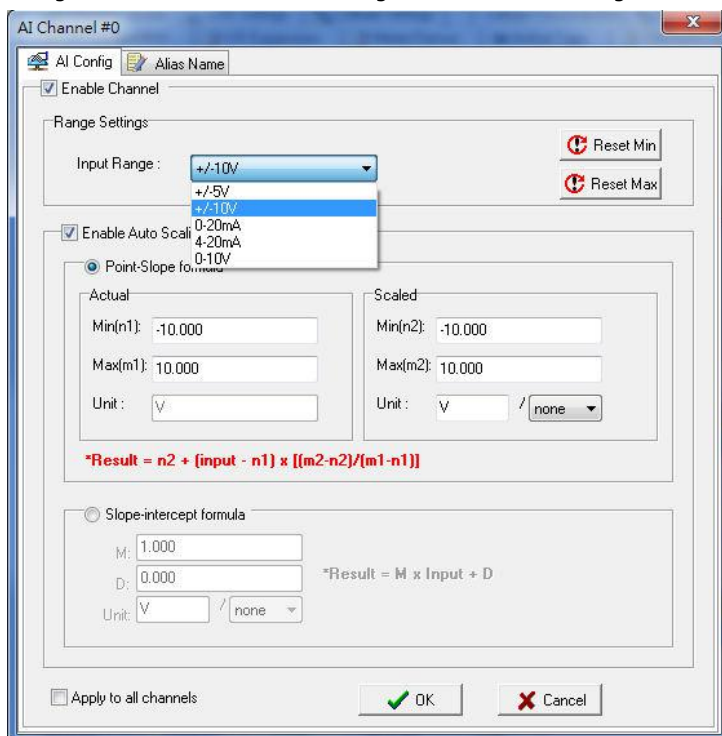 AI Channel #0
AI Config Alias Name
Enable Channel
Range Settings
Reset Min
Input Range : +/-10V
Reset Max
+/-5V
+/-10V
0-20mA
4-20mA
0-10V
Enable Auto Scali
Point-Slope
Actual
Scaled
Min(n1): -10.000
Min(n2): -10.000
Max(m1): 10.000
Max(m2): 10.000
Unit : V
Unit : V / none
*Result = n2 + (input - n1) x [(m2-n2)/(m1-n1)]
Slope-intercept formula
M: 1.000
D: 0.000
*Result = M x Input + D
Unit: V / none
Apply to all channels
OK
Cancel